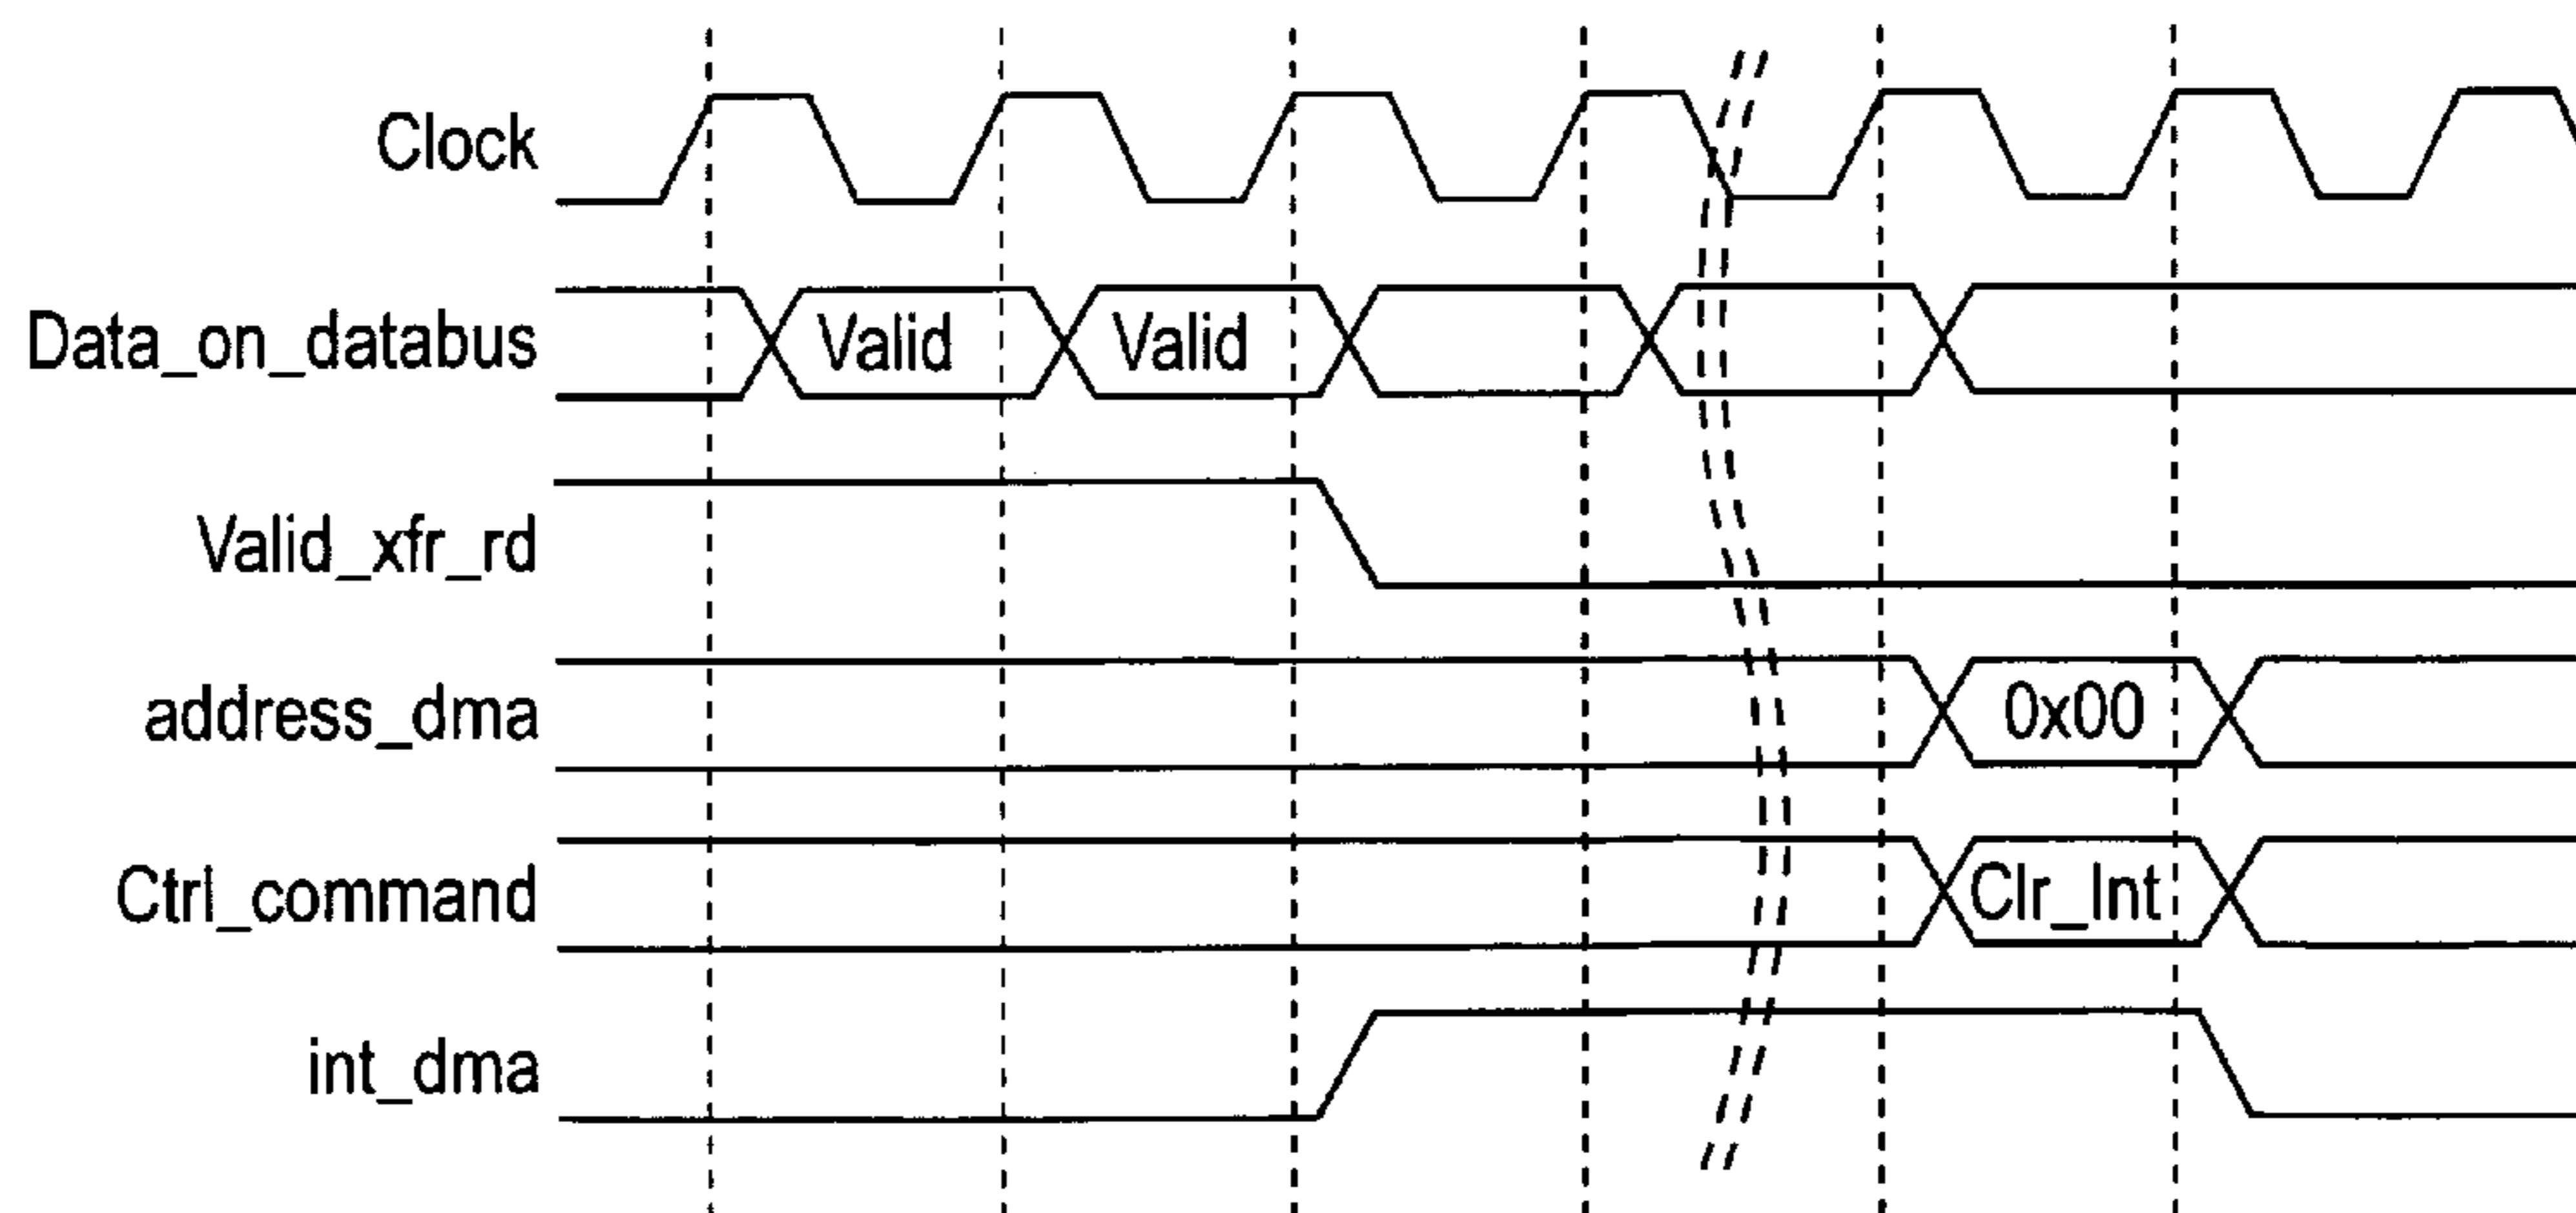 Clock
Data_on_databus Valid Valid
Valid_xfr_rd
address_dma 0x00
Ctrl_command Clr_Int
int_dma